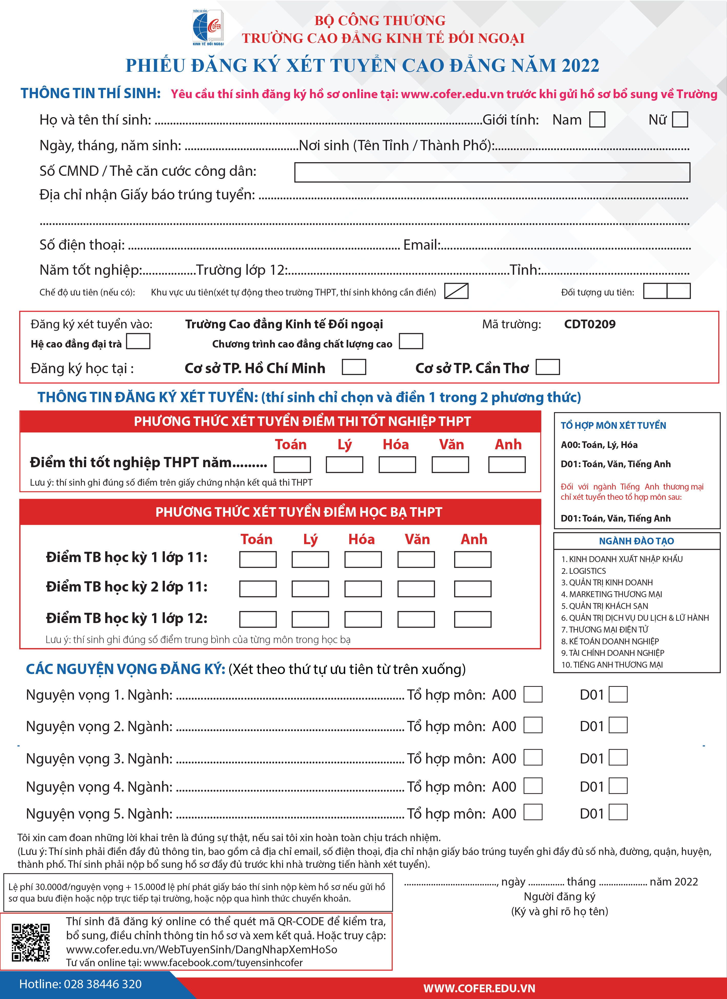 TRƯỜNG CAO ĐẲNG
COFER
KINH TẾ ĐỐI NGOẠI
BỘ CÔNG THƯƠNG
TRƯỜNG CAO ĐẲNG KINH TẾ ĐỐI NGOẠI
PHIẾU ĐĂNG KÝ XÉT TUYỂN CAO ĐẲNG NĂM 2022
THÔNG TIN THÍ SINH: Yêu cầu thí sinh đăng ký hồ sơ online tại: www.cofer.edu.vn trước khi gửi hồ sơ bổ sung về Trường
Họ và tên thí sinh: ..........................................................................................Giới tính: Nam Nữ
Ngày, tháng, năm sinh: .....................................Nơi sinh (Tên Tỉnh / Thành Phố):...............................................................
Số CMND / Thẻ căn cước công dân:
Địa chỉ nhận Giấy báo trúng tuyển: ...........................................................................................................................................
..................................................................................................................................................................................................................
Số điện thoại: ........................................................................................ Email:.................................................................................
Năm tốt nghiệp:.................Trường lớp 12:.......................................................................Tỉnh:................................................
Chế độ ưu tiên (nếu có): Khu vực ưu tiên(xét tự động theo trường THPT, thí sinh không cần điền) Đối tượng ưu tiên:
Đăng ký xét tuyển vào: Trường Cao đẳng Kinh tế Đối ngoại Mã trường: CDT0209
Hệ cao đẳng đại trà Chương trình cao đẳng chất lượng cao
Đăng ký học tại : Cơ sở TP. Hồ Chí Minh Cơ sở TP. Cần Thơ
THÔNG TIN ĐĂNG KÝ XÉT TUYỂN: (thí sinh chỉ chọn và điền 1 trong 2 phương thức)
PHƯƠNG THỨC XÉT TUYỂN ĐIỂM THI TỐT NGHIỆP THPT
Toán Lý Hóa Văn Anh
Điểm thi tốt nghiệp THPT năm.........
Lưu ý: thí sinh ghi đúng số điểm trên giấy chứng nhận kết quả thi THPT
PHƯƠNG THỨC XÉT TUYỂN ĐIỂM HỌC BẠ THPT
Toán Lý Hóa Văn Anh
Điểm TB học kỳ 1 lớp 11:
Điểm TB học kỳ 2 lớp 11:
Điểm TB học kỳ 1 lớp 12:
Lưu ý: thí sinh ghi đúng số điểm trung bình của từng môn trong học bạ
TỔ HỢP MÔN XÉT TUYỂN
A00: Toán, Lý, Hóa
D01: Toán, Văn, Tiếng Anh
Đối với ngành Tiếng Anh thương mại
chỉ xét tuyển theo tổ hợp môn sau:
D01: Toán, Văn, Tiếng Anh
NGÀNH ĐÀO TẠO
1. KINH DOANH XUẤT NHẬP KHẨU
2. LOGISTICS
3. QUẢN TRỊ KINH DOANH
4. MARKETING THƯƠNG MẠI
5. QUẢN TRỊ KHÁCH SẠN
6. QUẢN TRỊ DỊCH VỤ DU LỊCH & LỮ HÀNH
7. THƯƠNG MẠI ĐIỆN TỬ
8. KẾ TOÁN DOANH NGHIỆP
9. TÀI CHÍNH DOANH NGHIỆP
10. TIẾNG ANH THƯƠNG MẠI
CÁC NGUYỆN VỌNG ĐĂNG KÝ: (Xét theo thứ tự ưu tiên từ trên xuống)
Nguyện vọng 1. Ngành: .......................................................................... Tổ hợp môn: A00 D01
Nguyện vọng 2. Ngành: .......................................................................... Tổ hợp môn: A00 D01
Nguyện vọng 3. Ngành: .......................................................................... Tổ hợp môn: A00 D01
Nguyện vọng 4. Ngành: .......................................................................... Tổ hợp môn: A00 D01
Nguyện vọng 5. Ngành: .......................................................................... Tổ hợp môn: A00 D01
Tôi xin cam đoan những lời khai trên là đúng sự thật, nếu sai tôi xin hoàn toàn chịu trách nhiệm.
(Lưu ý: Thí sinh phải điền đầy đủ thông tin, bao gồm cả địa chỉ email, số điện thoại, địa chỉ nhận giấy báo trúng tuyển ghi đầy đủ số nhà, đường, quận, huyện,
thành phố. Thí sinh phải nộp bổ sung hồ sơ đầy đủ trước khi nhà trường tiến hành xét tuyển).
Lệ phí 30.000đ/nguyện vọng + 15.000đ lệ phí phát giấy báo thí sinh nộp kèm hồ sơ nếu gửi hồ
sơ qua bưu điện hoặc nộp trực tiếp tại trường, hoặc nộp qua hình thức chuyển khoản.
......................................, ngày ............... tháng .................... năm 2022
Người đăng ký
(Ký và ghi rõ họ tên)
Thí sinh đã đăng ký online có thể quét mã QR-CODE để kiểm tra,
bổ sung, điều chỉnh thông tin hồ sơ và xem kết quả. Hoặc truy cập:
www.cofer.edu.vn/WebTuyenSinh/DangNhapXemHoSo
Tư vấn online tại: www.facebook.com/tuyensinhcofer
Hotline: 028 38446 320
WWW.COFER.EDU.VN